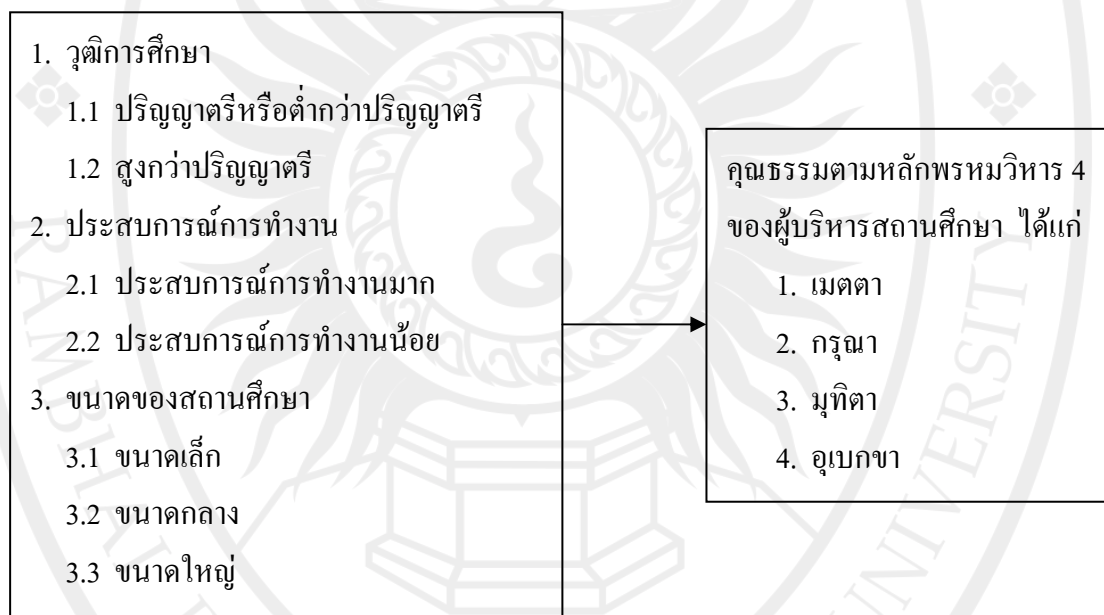 1. วุฒิการศึกษา
1.1 ปริญญาตรีหรือต่ำกว่าปริญญาตรี
1.2 สูงกว่าปริญญาตรี
2. ประสบการณ์การทำงาน
2.1 ประสบการณ์การทำงานมาก
2.2 ประสบการณ์การทำงานน้อย
3. ขนาดของสถานศึกษา
3.1 ขนาดเล็ก
3.2 ขนาดกลาง
3.3 ขนาดใหญ่
คุณธรรมตามหลักพรหมวิหาร 4
ของผู้บริหารสถานศึกษา ได้แก่
1. เมตตา
2. กรุณา
3. มุทิตา
4. อุเบกขา
UNIVERSITY